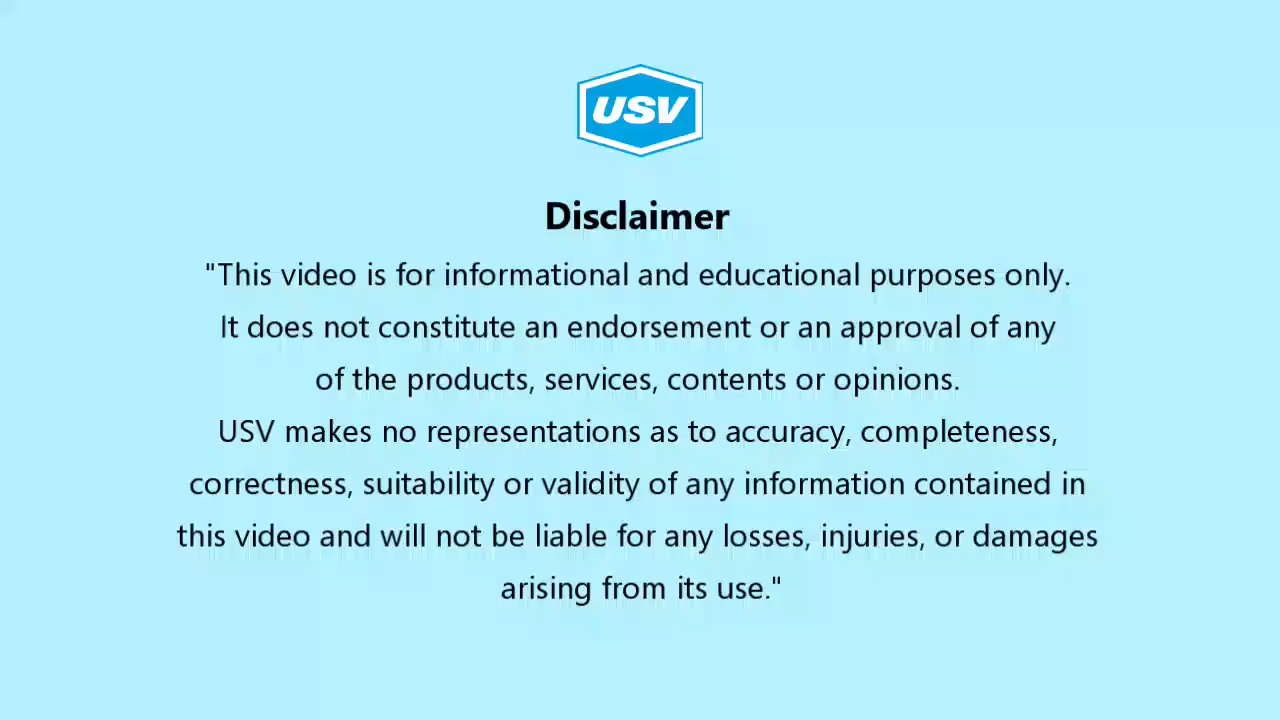 USV
Disclaimer
"This video is for informational and educational purposes only.
It does not constitute an endorsement or an approval of any
of the products, services, contents or opinions.
USV makes no representations as to accuracy, completeness,
correctness, suitability or validity of any information contained in
this video and will not be liable for any losses, injuries, or damages
arising from its use."